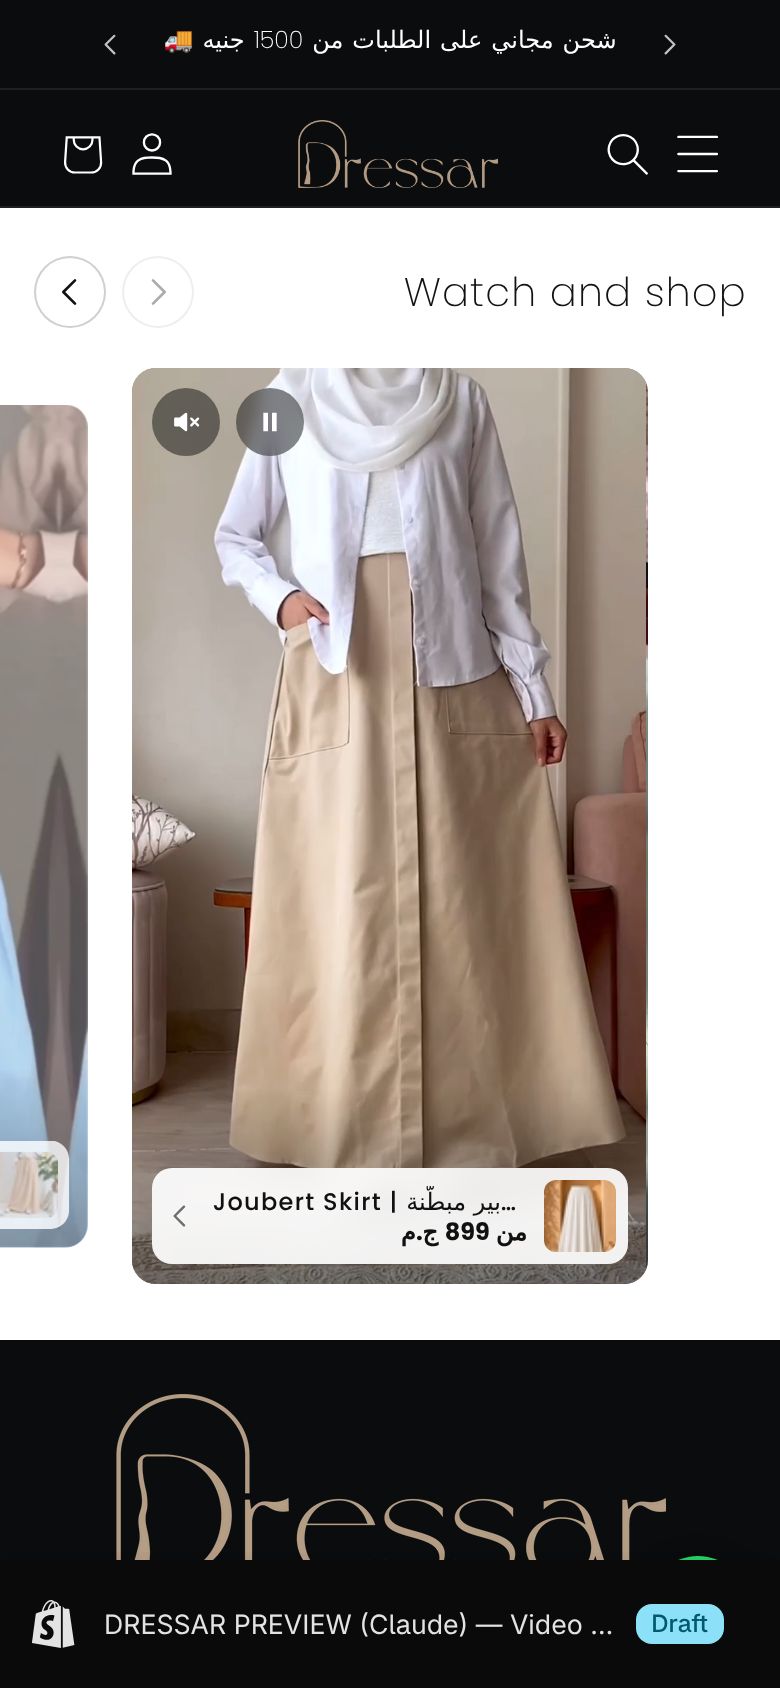 شحن مجاني على الطلبات من 1500 جنيه 🚚
Dressar
Watch and shop
Joubert Skirt | بير مبطّنة...
من 899 ج.م
Dressar
DRESSAR PREVIEW (Claude) — Video ...
Draft